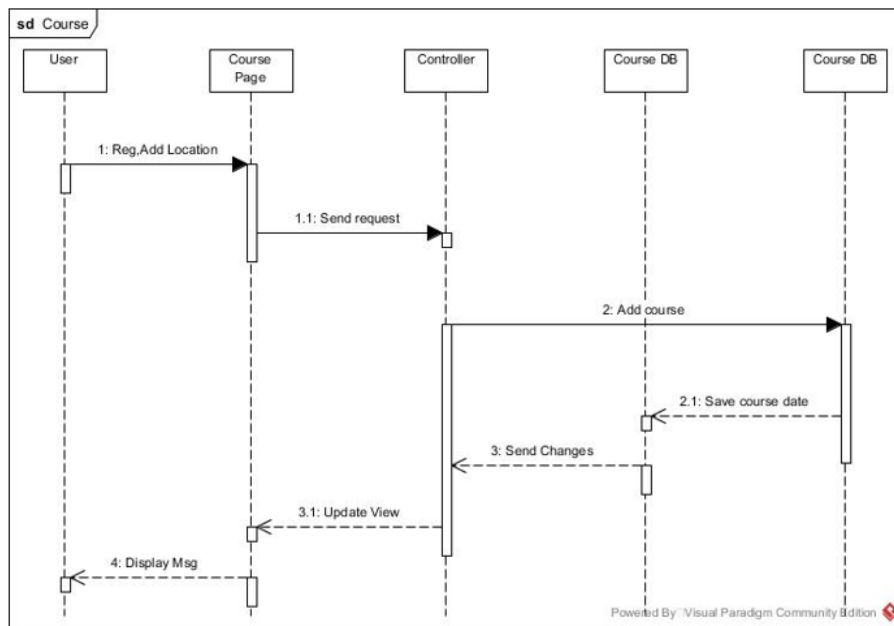 sd Course
User
Course
Page
Controller
Course DB
Course DB
1: Reg,Add Location
1.1: Send request
2: Add course
2.1: Save course date
3: Send Changes
3.1: Update View
4: Display Msg
Powered By Visual Paradigm Community Edition